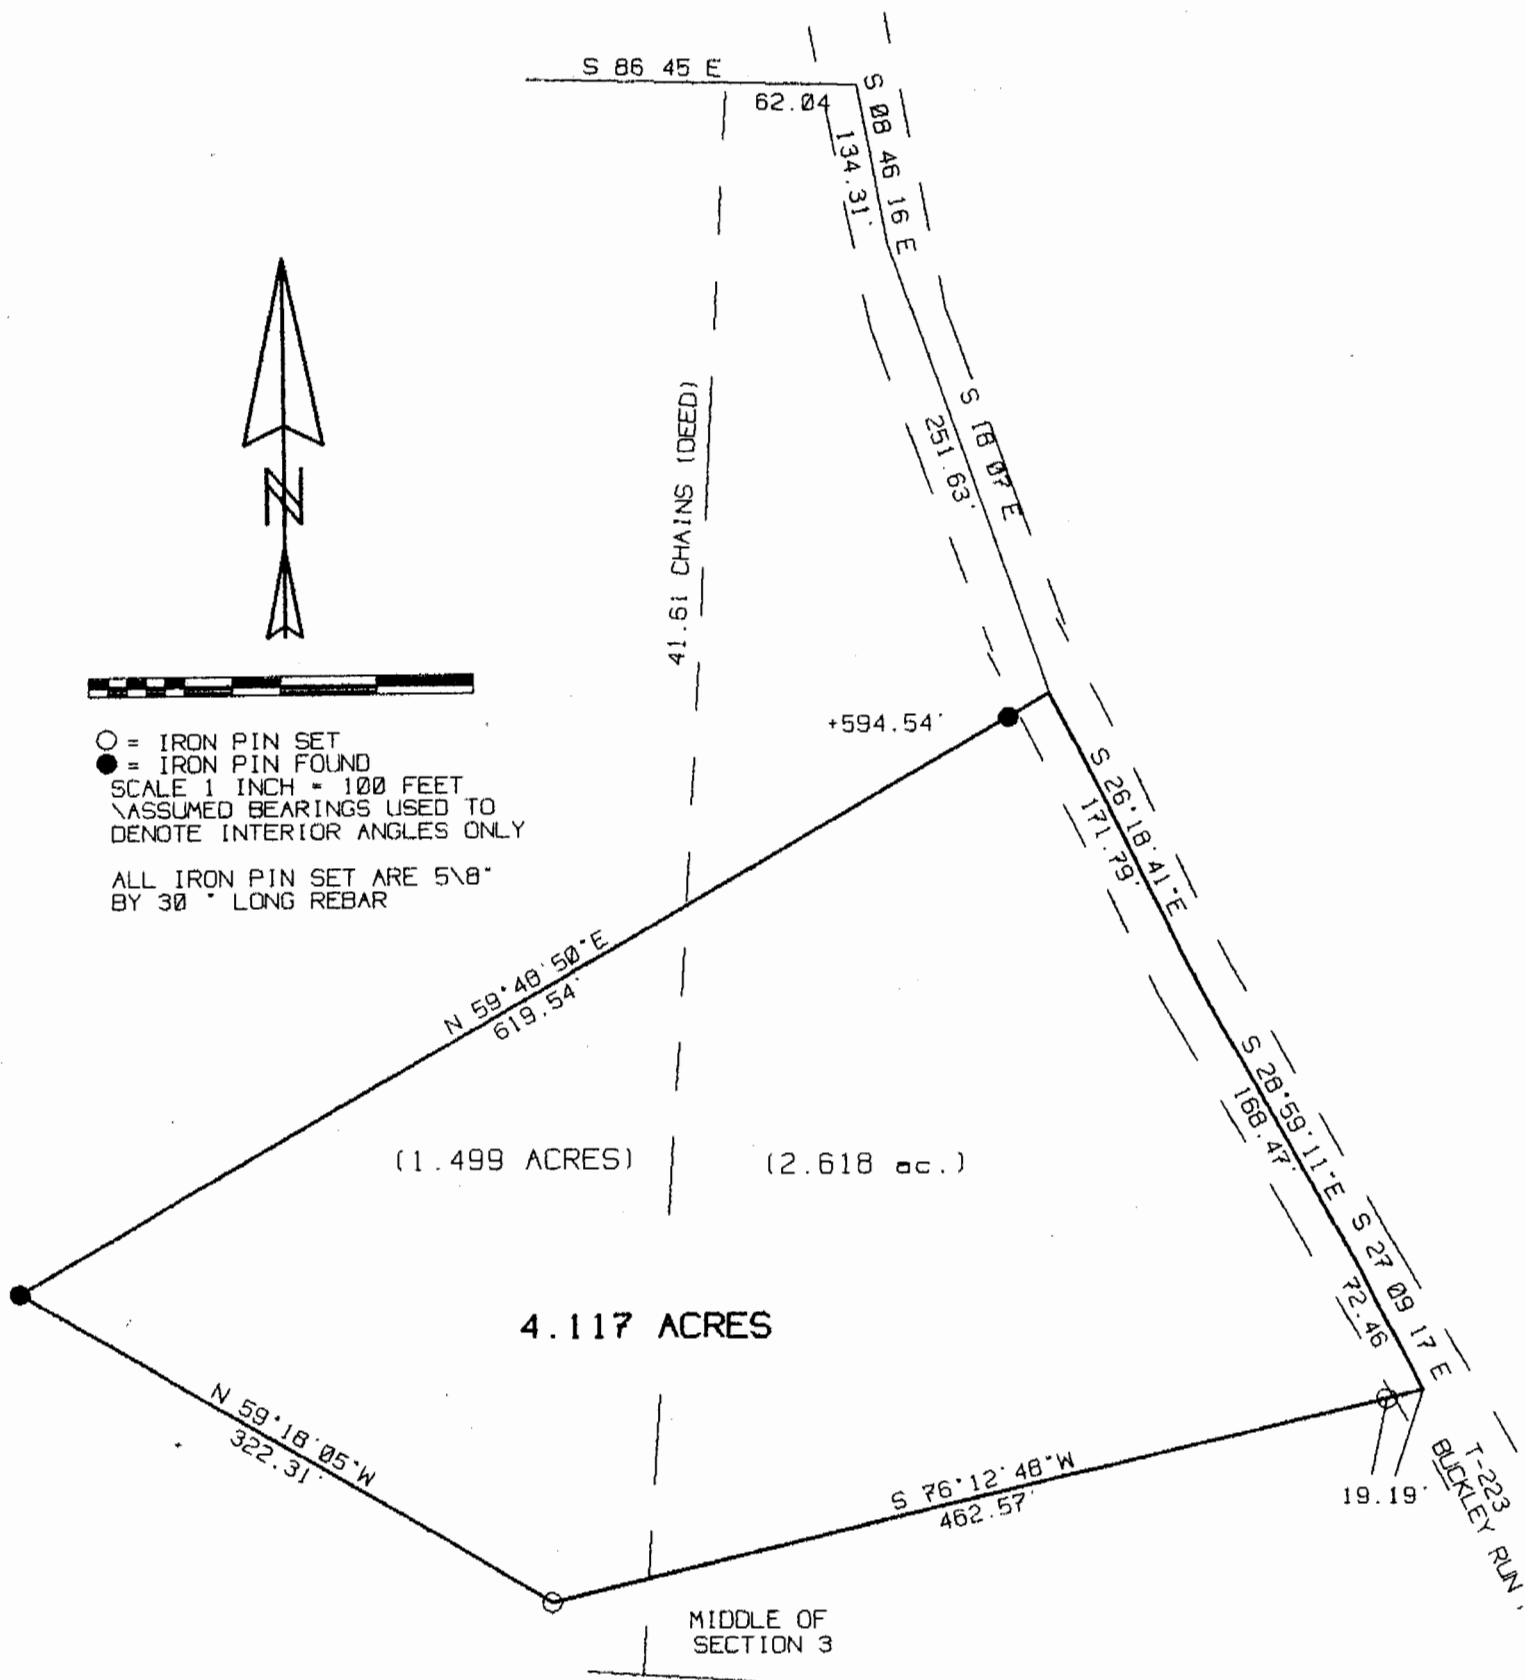 S 86 45 E
62.04
S 08 46 16 E
134.31'
S 18 07 E
251.63'
41.61 CHAINS (DEED)
N
+594.54'
○ = IRON PIN SET
● = IRON PIN FOUND
SCALE 1 INCH = 100 FEET
\ASSUMED BEARINGS USED TO
DENOTE INTERIOR ANGLES ONLY
ALL IRON PIN SET ARE 5\8"
BY 30 " LONG REBAR
S 26°18'41"E
171.79'
N 59°48'50"E
619.54'
S 28°59'11"E
168.47'
(1.499 ACRES)
(2.618 ac.)
S 27 09 17 E
72.46
4.117 ACRES
N 59°18'05"W
322.31'
S 76°12'48"W
462.57'
19.19'
T-223
BUCKLEY RUN
MIDDLE OF
SECTION 3